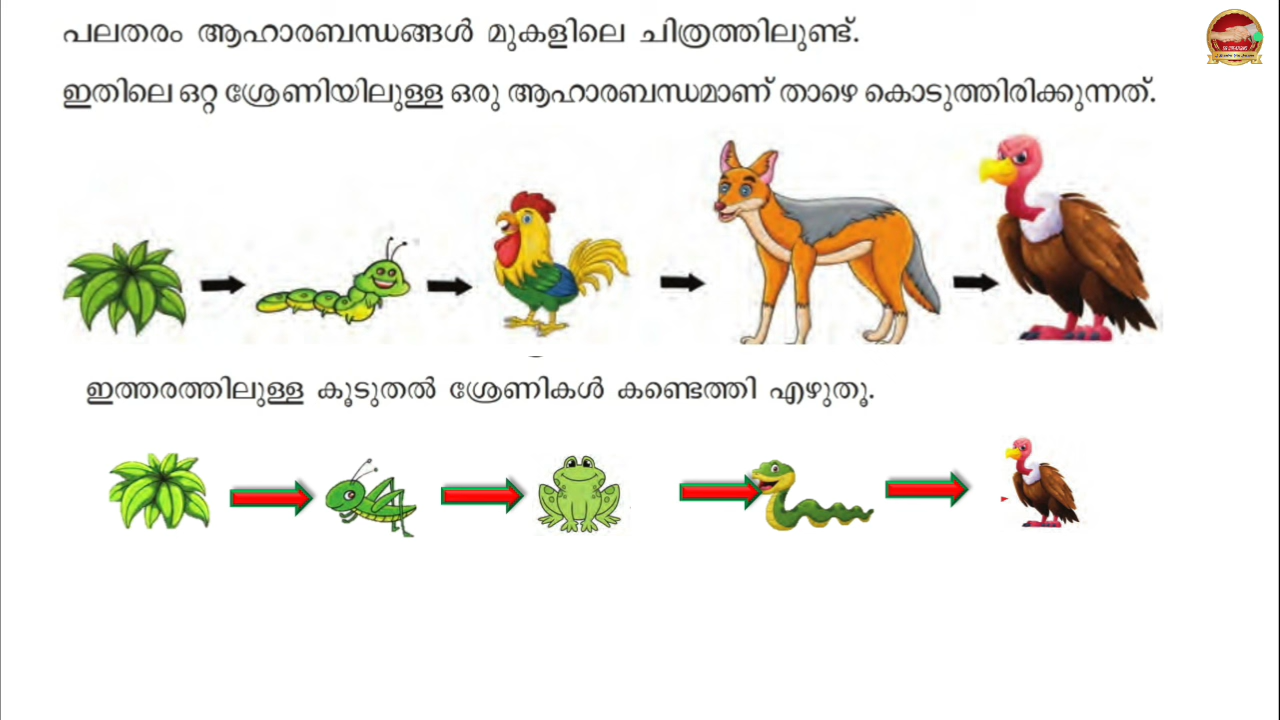 പലതരം ആഹാരബന്ധങ്ങൾ മുകളിലെ ചിത്രത്തിലുണ്ട്.
ഇതിലെ ഒറ്റ ശ്രേണിയിലുള്ള ഒരു ആഹാരബന്ധമാണ് താഴെ കൊടുത്തിരിക്കുന്നത്.
ഇത്തരത്തിലുള്ള കൂടുതൽ ശ്രേണികൾ കണ്ടെത്തി എഴുതൂ.